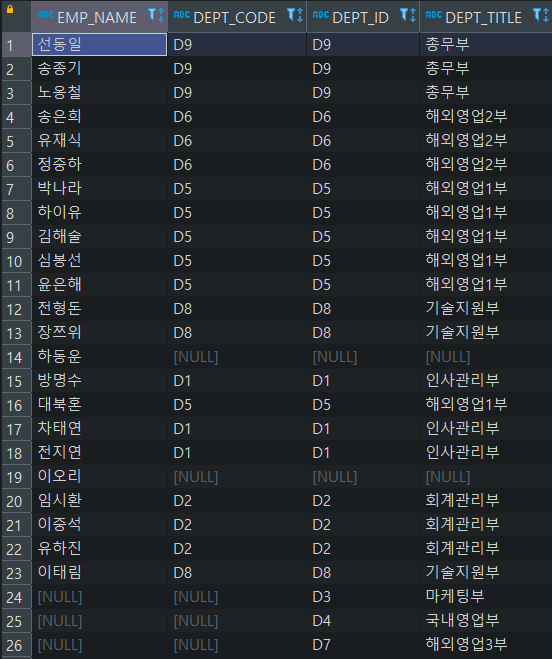 ABC EMP_NAME ABC DEPT_CODE ABC DEPT_ID ABC DEPT_TITLE
1 선동일 D9 D9 총무부
2 송종기 D9 D9 총무부
3 노옹철 D9 D9 총무부
4 송은희 D6 D6 해외영업2부
5 유재식 D6 D6 해외영업2부
6 정중하 D6 D6 해외영업2부
7 박나라 D5 D5 해외영업1부
8 하이유 D5 D5 해외영업1부
9 김해술 D5 D5 해외영업1부
10 심봉선 D5 D5 해외영업1부
11 윤은해 D5 D5 해외영업1부
12 전형돈 D8 D8 기술지원부
13 장쯔위 D8 D8 기술지원부
14 하동운 [NULL] [NULL] [NULL]
15 방명수 D1 D1 인사관리부
16 대북혼 D5 D5 해외영업1부
17 차태연 D1 D1 인사관리부
18 전지연 D1 D1 인사관리부
19 이오리 [NULL] [NULL] [NULL]
20 임시환 D2 D2 회계관리부
21 이중석 D2 D2 회계관리부
22 유하진 D2 D2 회계관리부
23 이태림 D8 D8 기술지원부
24 [NULL] [NULL] D3 마케팅부
25 [NULL] [NULL] D4 국내영업부
26 [NULL] [NULL] D7 해외영업3부